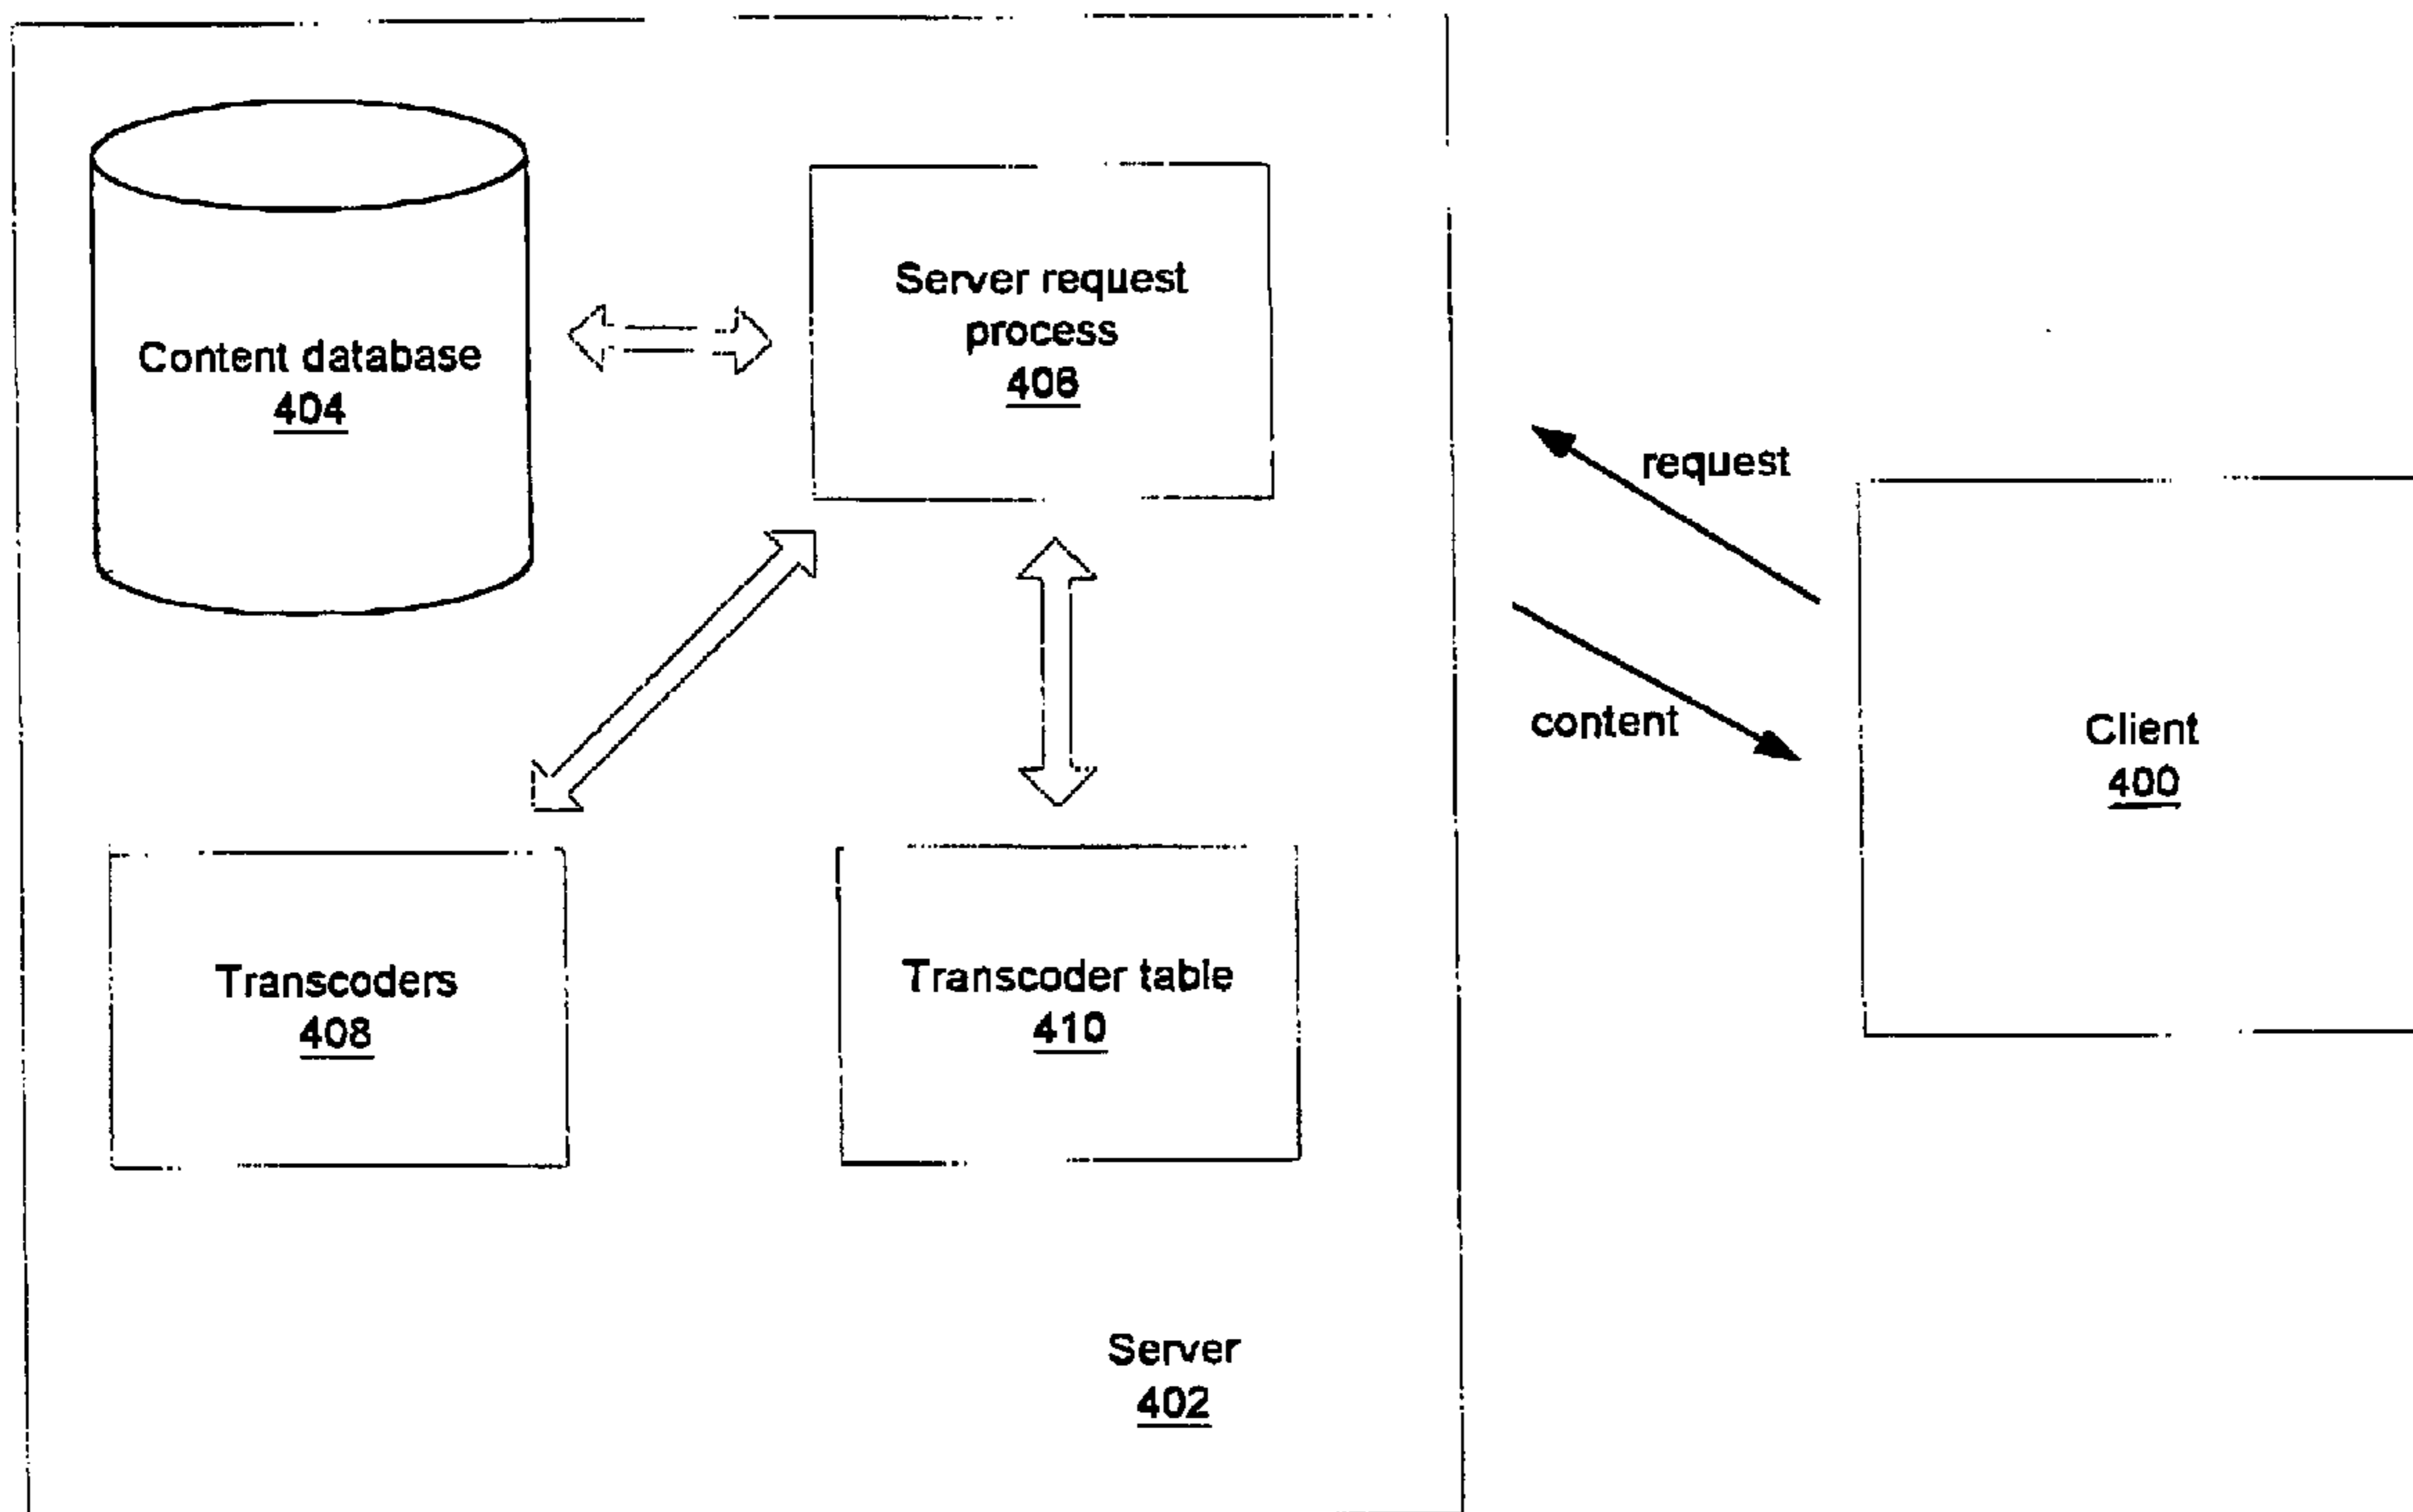 Server request
process
406
Content database
404
request
content
Client
400
Transcoders
408
Transcoder table
410
Server
402